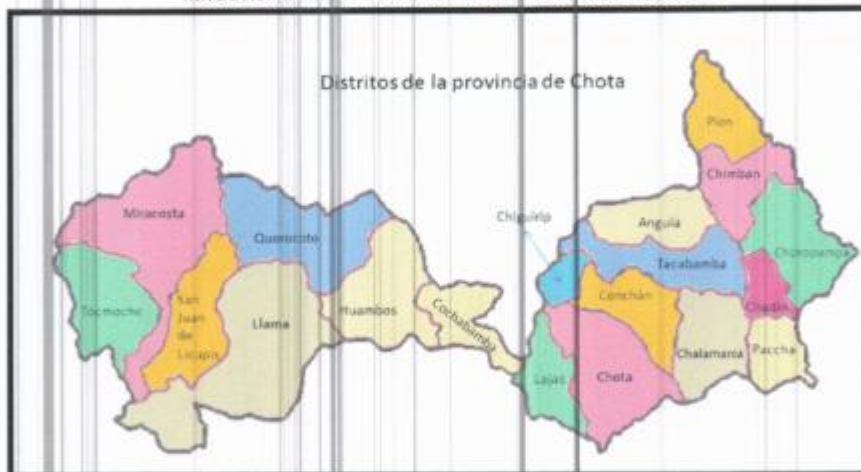 Distritos de la provincia de Chota
Pion
Chimban
Miracosta
Chiguirip
Anguia
Querocoto
Choropampa
Tacabamba
Tocmoche
San
Juan
de
Licupis
Llama
Huambos
Cochabamba
Conchán
Chadin
Lajas
Chota
Chalamarca
Paccha